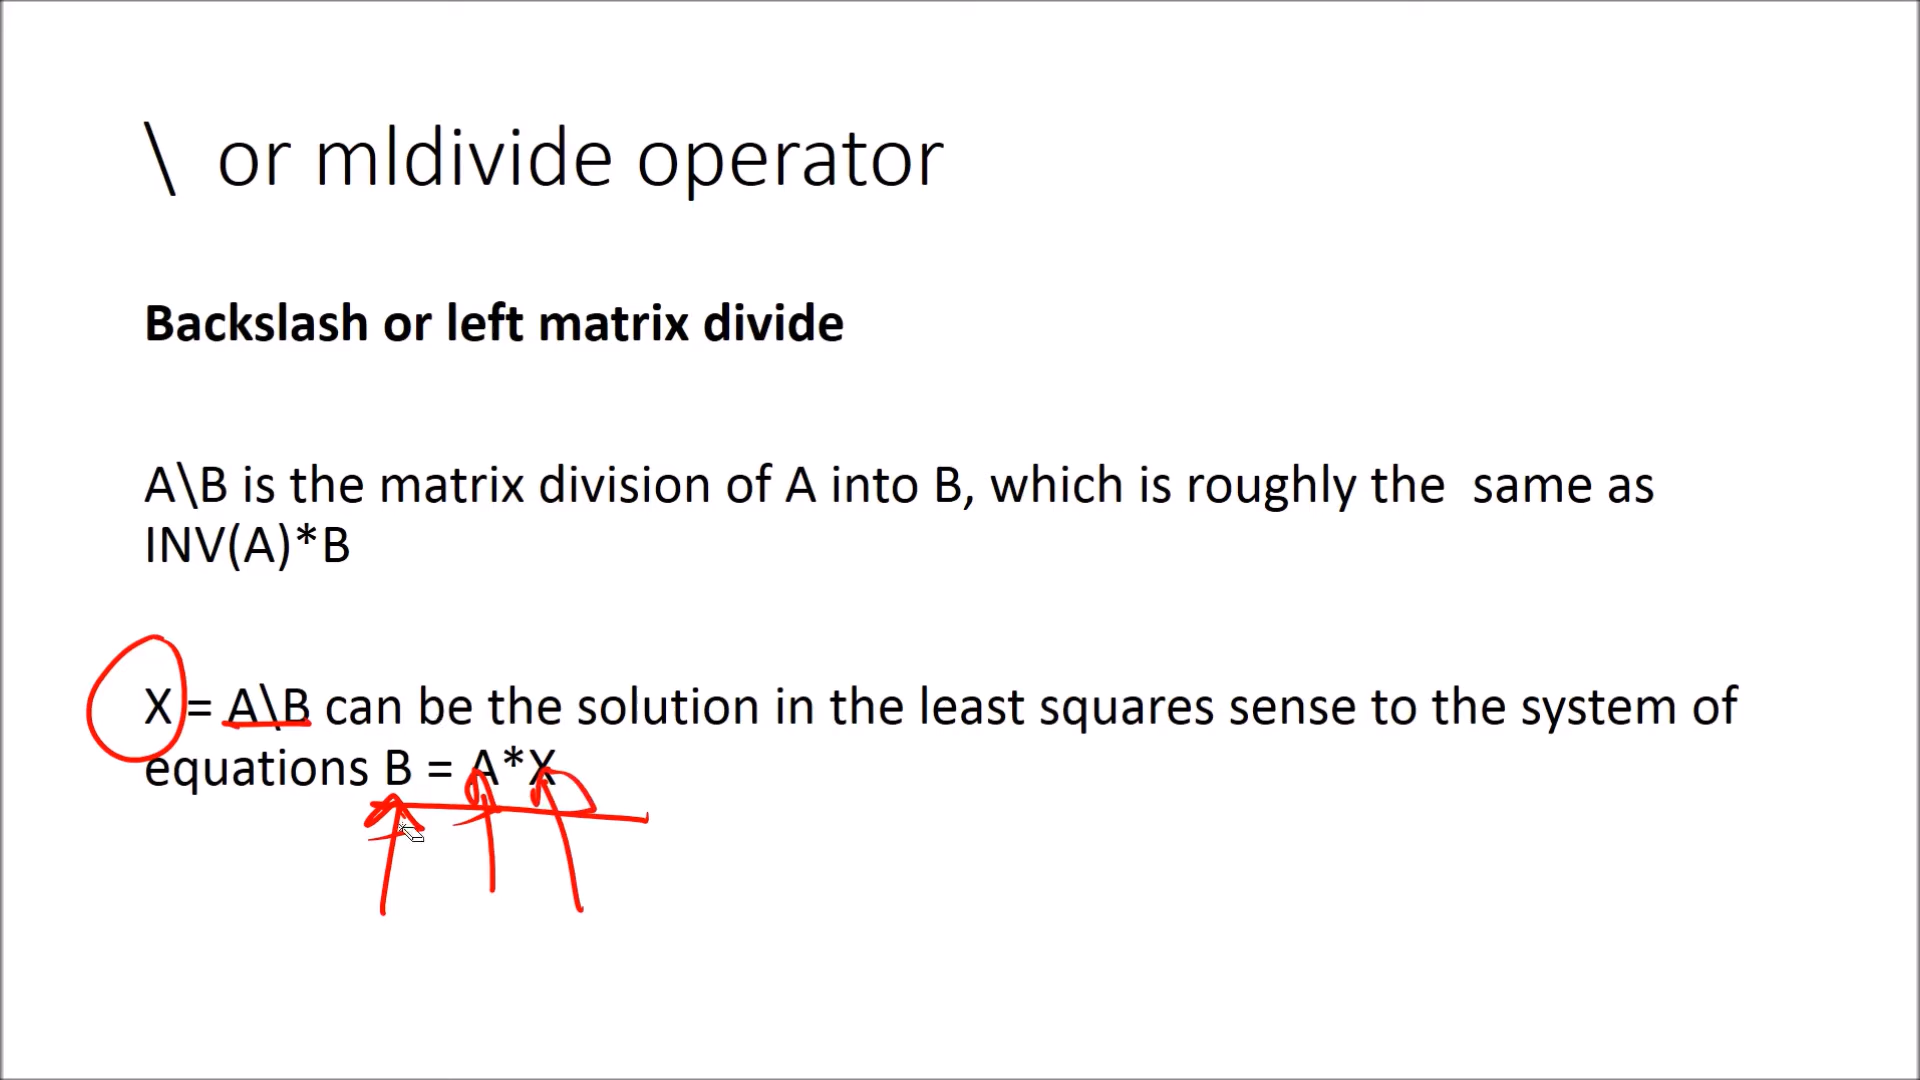 \ or mldivide operator
Backslash or left matrix divide
A\B is the matrix division of A into B, which is roughly the  same as
INV(A)*B
X = A\B can be the solution in the least squares sense to the system of
equations B = A*X